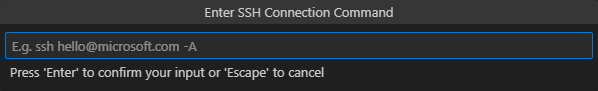 Enter SSH Connection Command
E.g. ssh hello@microsoft.com -A
Press 'Enter' to confirm your input or 'Escape' to cancel